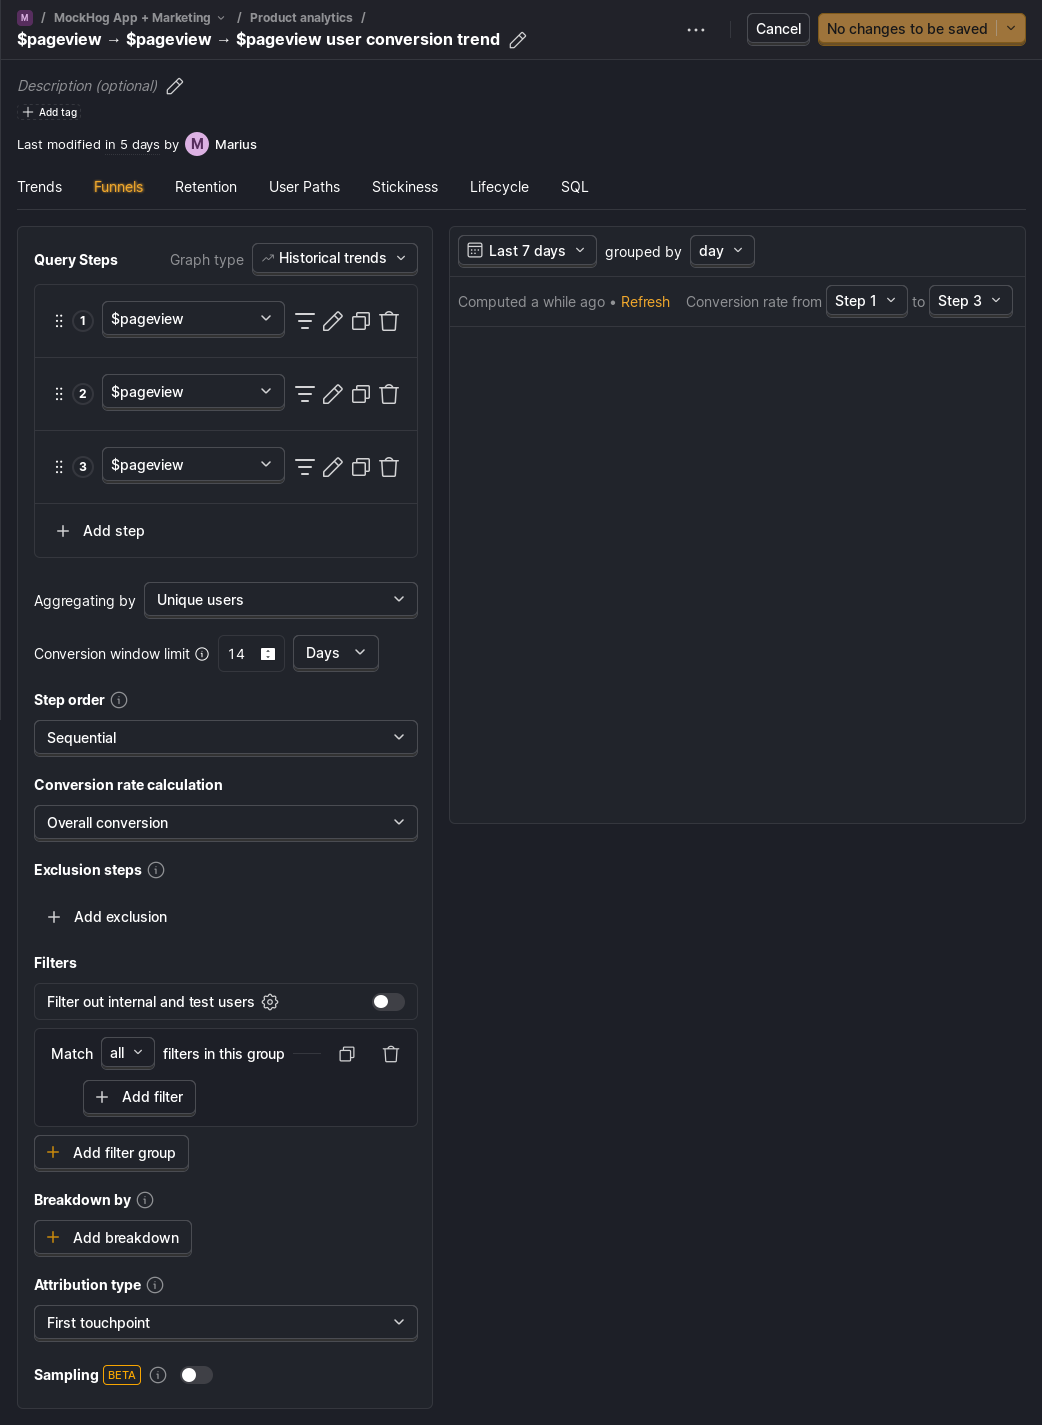 M / MockHog App + Marketing / Product analytics /
$pageview → $pageview → $pageview user conversion trend
Cancel
No changes to be saved
Description (optional)
Add tag
Last modified in 5 days by M Marius
Trends Funnels Retention User Paths Stickiness Lifecycle SQL
Query Steps Graph type Historical trends
1 $pageview
2 $pageview
3 $pageview
Add step
Aggregating by Unique users
Conversion window limit 14 Days
Step order
Sequential
Conversion rate calculation
Overall conversion
Exclusion steps
Add exclusion
Filters
Filter out internal and test users
Match all filters in this group
Add filter
Add filter group
Breakdown by
Add breakdown
Attribution type
First touchpoint
Sampling BETA
Last 7 days grouped by day
Computed a while ago • Refresh Conversion rate from Step 1 to Step 3